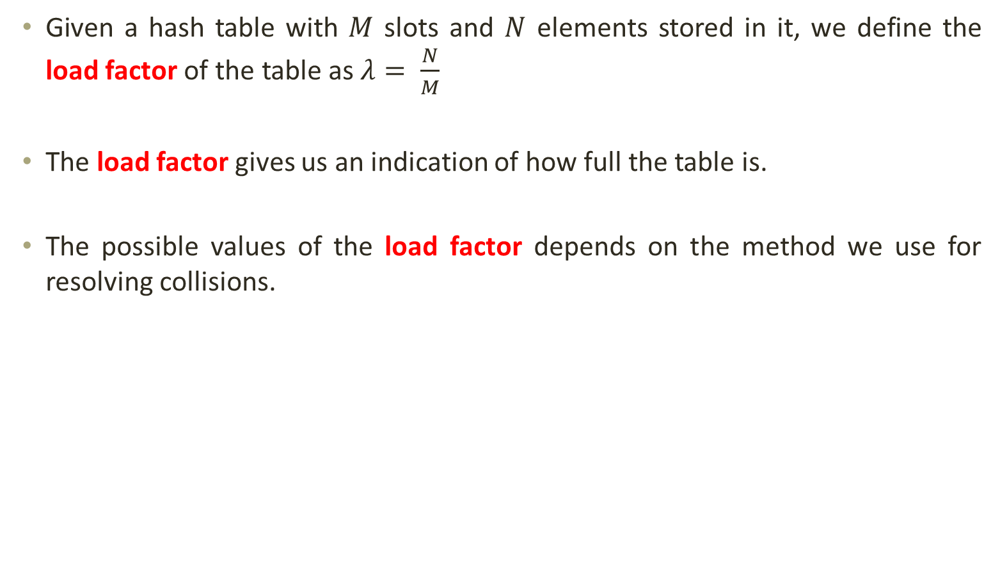 • Given a hash table with M slots and N elements stored in it, we define the
load factor of the table as λ = N/M
• The load factor gives us an indication of how full the table is.
• The possible values of the load factor depends on the method we use for
resolving collisions.